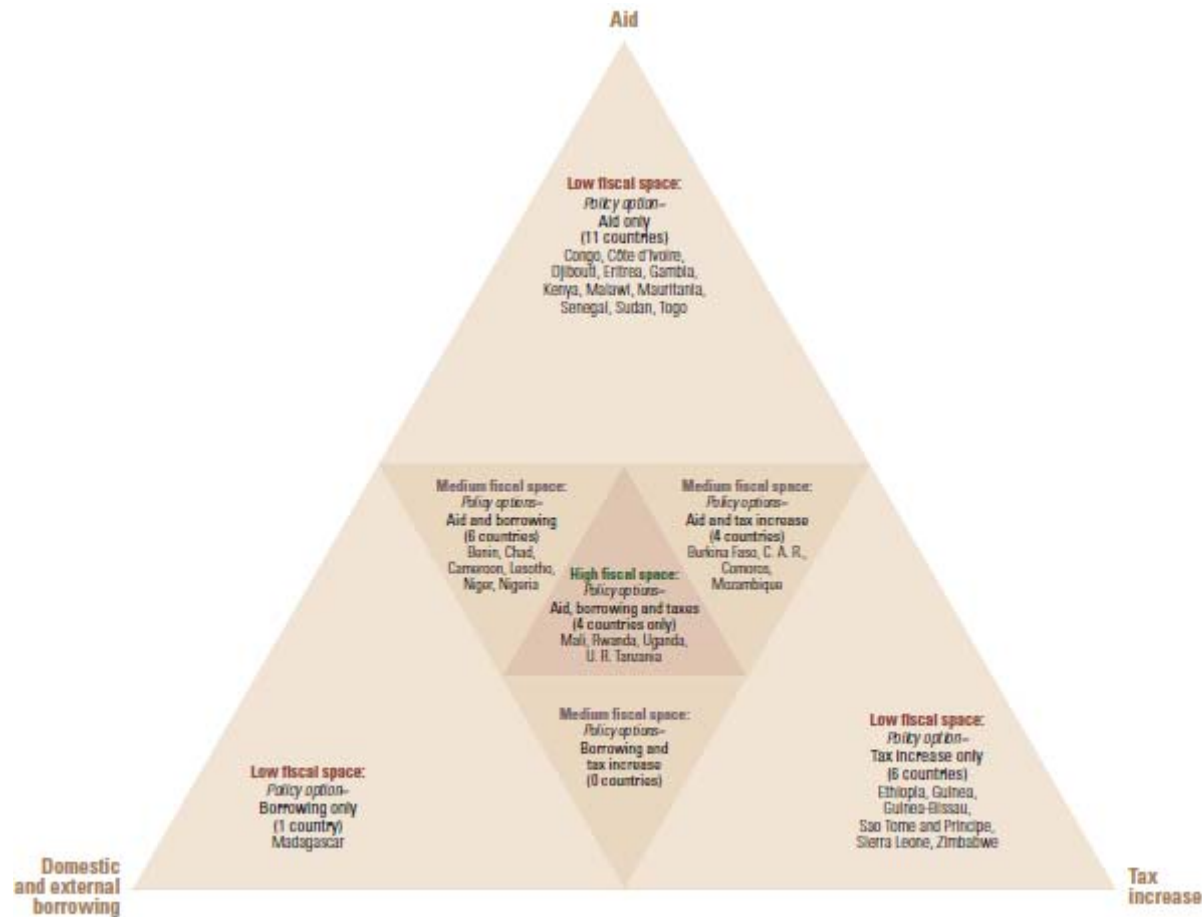 Aid
Low fiscal space:
Policy option–
Aid only
(11 countries)
Congo, Côte d'Ivoire,
Djibouti, Eritrea, Gambia,
Kenya, Malawi, Mauritania,
Senegal, Sudan, Togo
Medium fiscal space:
Policy options–
Aid and borrowing
(6 countries)
Benin, Chad,
Cameroon, Lesotho,
Niger, Nigeria
Medium fiscal space:
Policy options–
Aid and tax increase
(4 countries)
Burkina Faso, C. A. R.,
Comoros,
Mozambique
High fiscal space:
Policy options–
Aid, borrowing and taxes
(4 countries only)
Mali, Rwanda, Uganda,
U. R. Tanzania
Medium fiscal space:
Policy options–
Borrowing and
tax increase
(0 countries)
Low fiscal space:
Policy option–
Borrowing only
(1 country)
Madagascar
Low fiscal space:
Policy option–
Tax increase only
(6 countries)
Ethiopia, Guinea,
Guinea-Bissau,
Sao Tome and Principe,
Sierra Leone, Zimbabwe
Domestic
and external
borrowing
Tax
increase